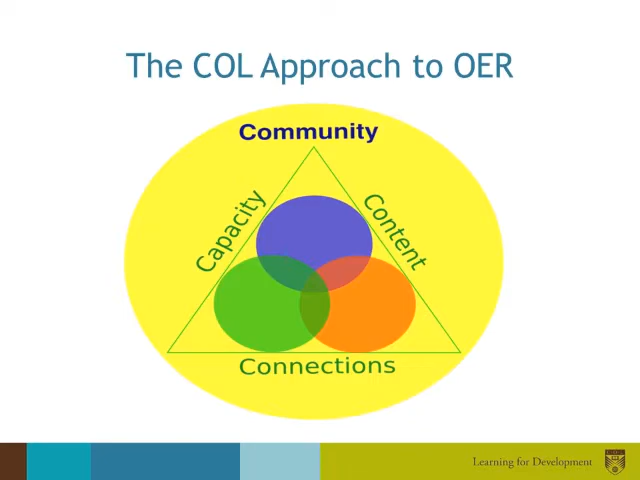 The COL Approach to OER
Community
Capacity
Content
Connections
Learning for Development